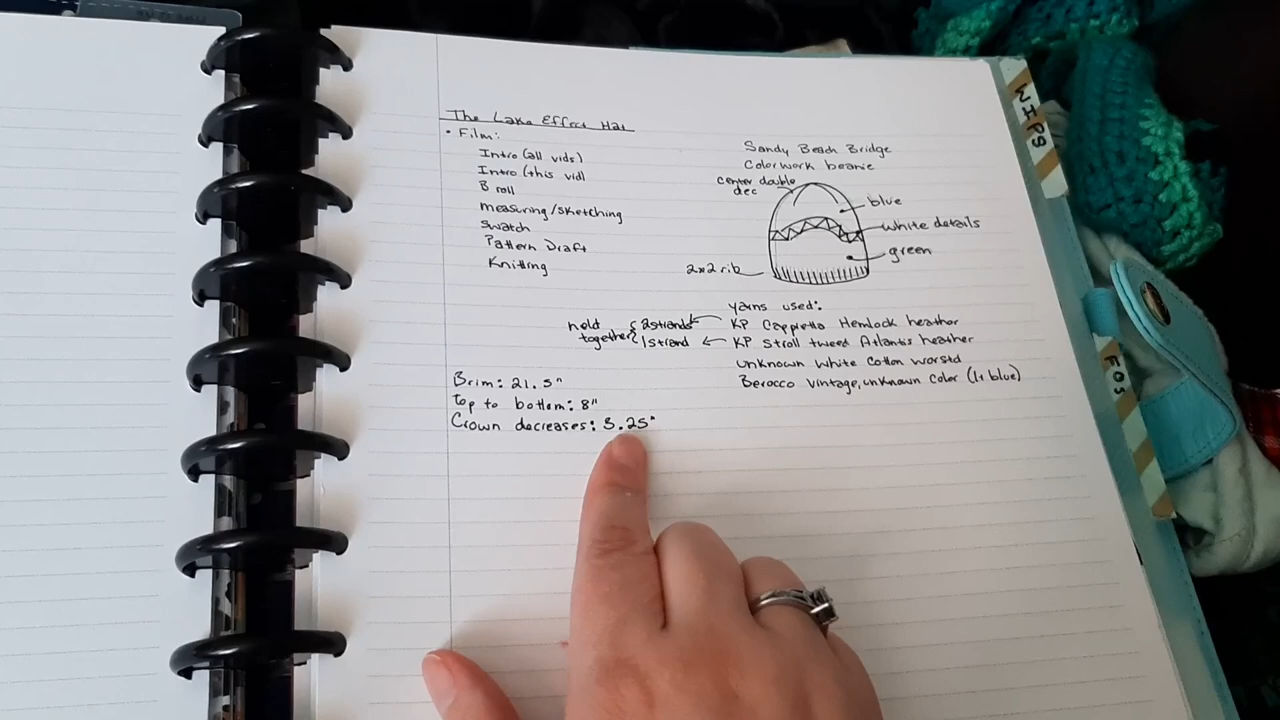 The Lake Effect Hat
• Film:
Intro (all vids)
Intro (this vid)
B roll
measuring/sketching
Swatch
Pattern Draft
Knitting
Sandy Beach Bridge
Colorwork beanie
center double
dec
blue
white details
green
2x2 rib
yarns used:
held
together
{ 2 strands ← KP Cappretta Hemlock heather
1 strand ← KP Stroll tweed Atlantis heather
unknown white Cotton worstd
Berocco Vintage, unknown color (lt blue)
Brim: 21.5"
top to bottom: 8"
Crown decreases: 3.25"
WIPS
FOS